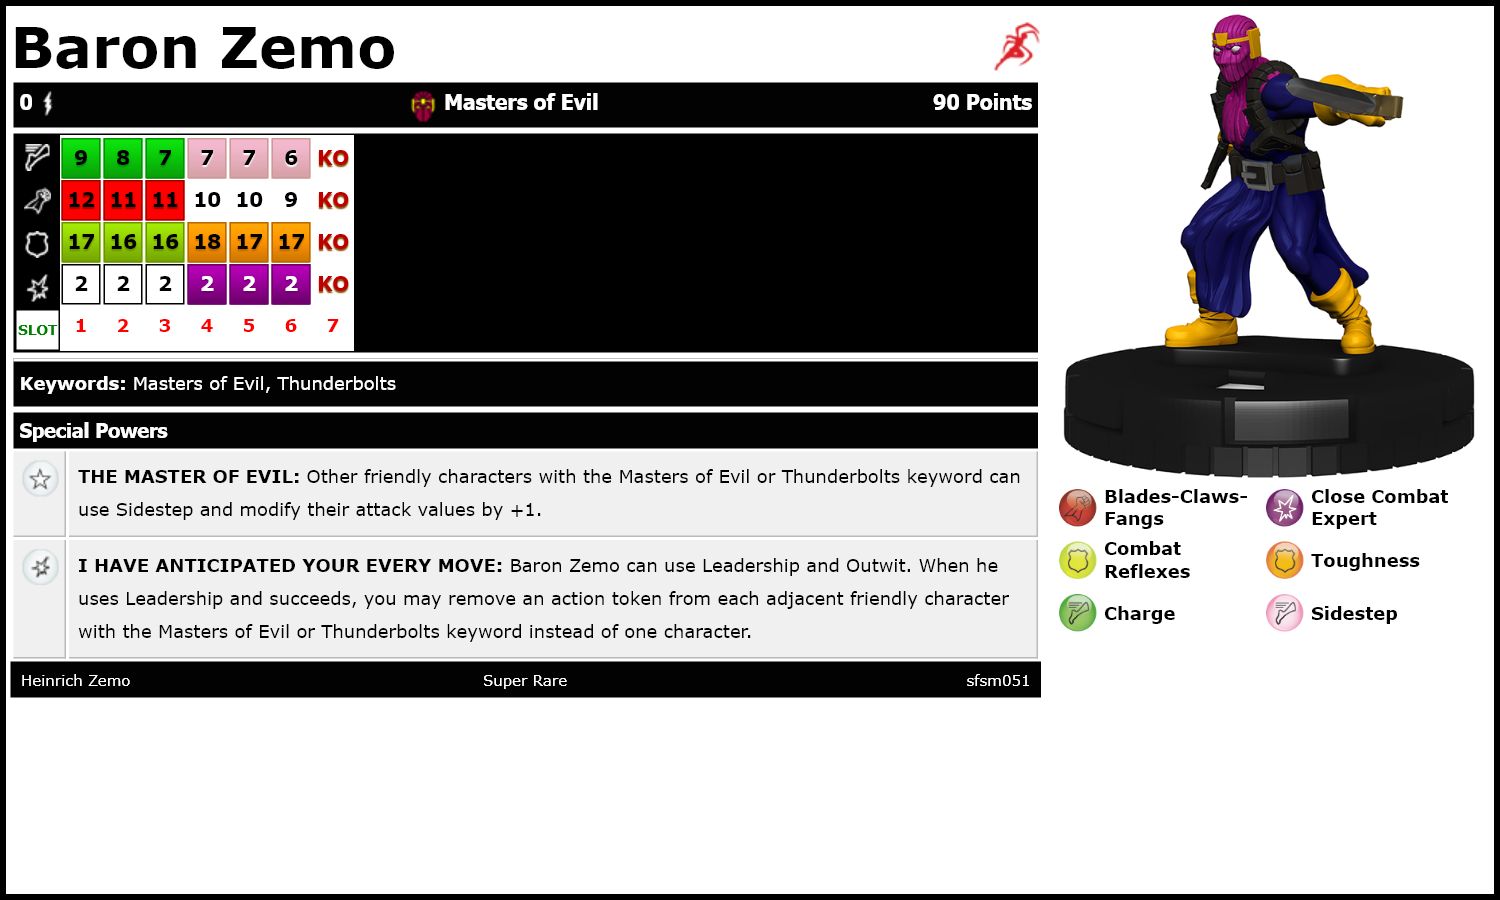 Baron Zemo
0 Masters of Evil 90 Points
9 8 7 7 7 6 KO
12 11 11 10 10 9 KO
17 16 16 18 17 17 KO
2 2 2 2 2 2 KO
SLOT 1 2 3 4 5 6 7
Keywords: Masters of Evil, Thunderbolts
Special Powers
THE MASTER OF EVIL: Other friendly characters with the Masters of Evil or Thunderbolts keyword can
use Sidestep and modify their attack values by +1.
I HAVE ANTICIPATED YOUR EVERY MOVE: Baron Zemo can use Leadership and Outwit. When he
uses Leadership and succeeds, you may remove an action token from each adjacent friendly character
with the Masters of Evil or Thunderbolts keyword instead of one character.
Heinrich Zemo Super Rare sfsm051
Blades-Claws-
Fangs
Close Combat
Expert
Combat
Reflexes
Toughness
Charge
Sidestep